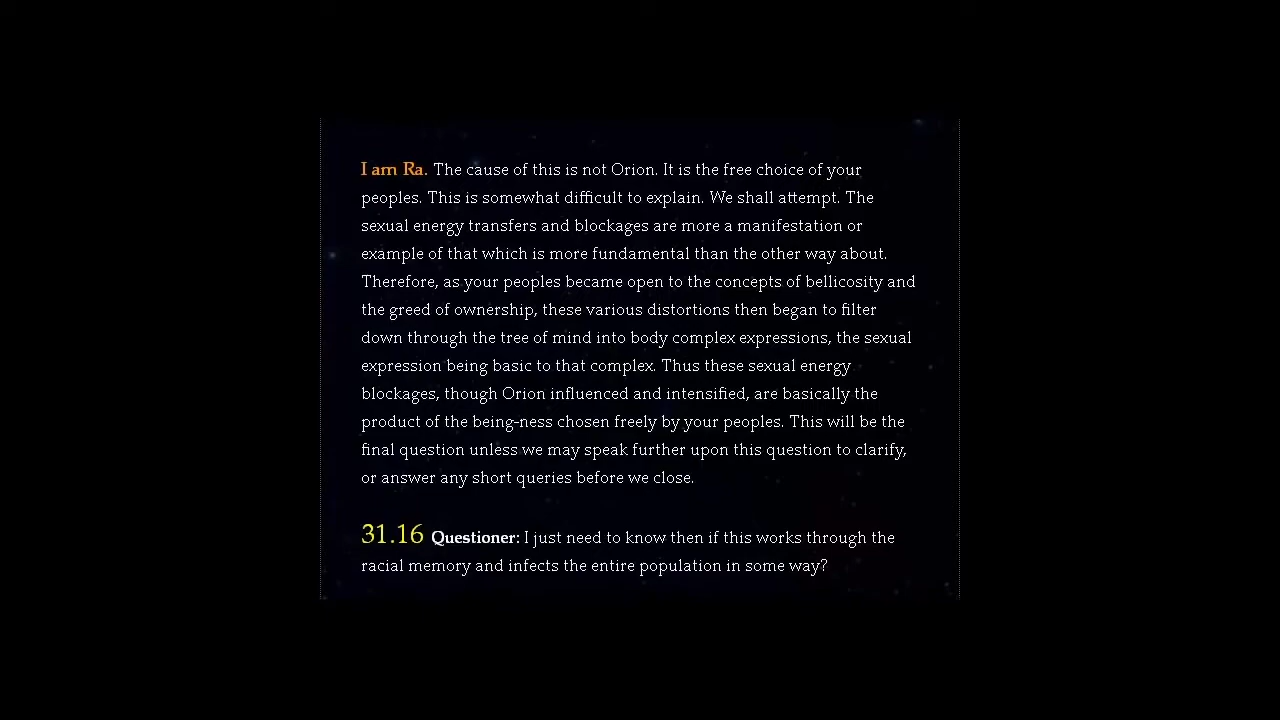 I am Ra. The cause of this is not Orion. It is the free choice of your
peoples. This is somewhat difficult to explain. We shall attempt. The
sexual energy transfers and blockages are more a manifestation or
example of that which is more fundamental than the other way about.
Therefore, as your peoples became open to the concepts of bellicosity and
the greed of ownership, these various distortions then began to filter
down through the tree of mind into body complex expressions, the sexual
expression being basic to that complex. Thus these sexual energy
blockages, though Orion influenced and intensified, are basically the
product of the being-ness chosen freely by your peoples. This will be the
final question unless we may speak further upon this question to clarify,
or answer any short queries before we close.
31.16 Questioner: I just need to know then if this works through the
racial memory and infects the entire population in some way?